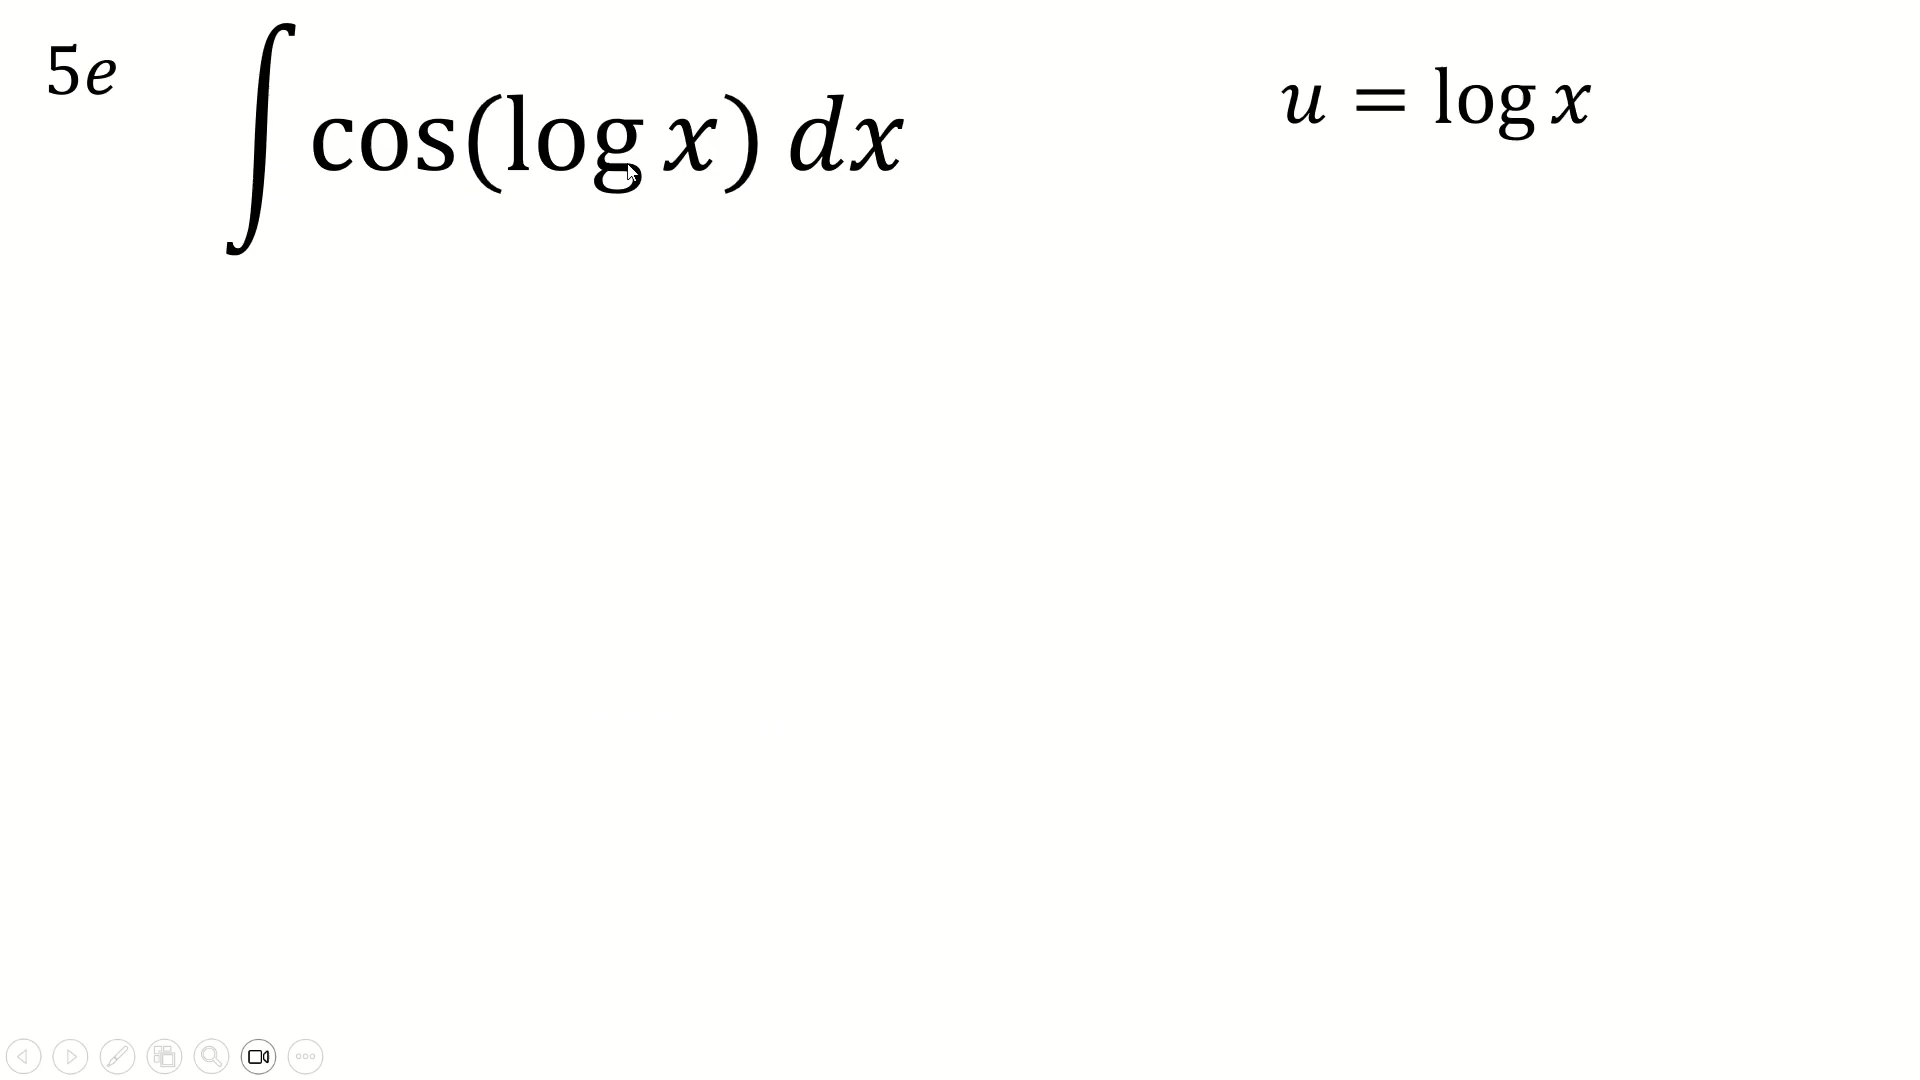 5e
∫ cos(log x) dx
u = log x